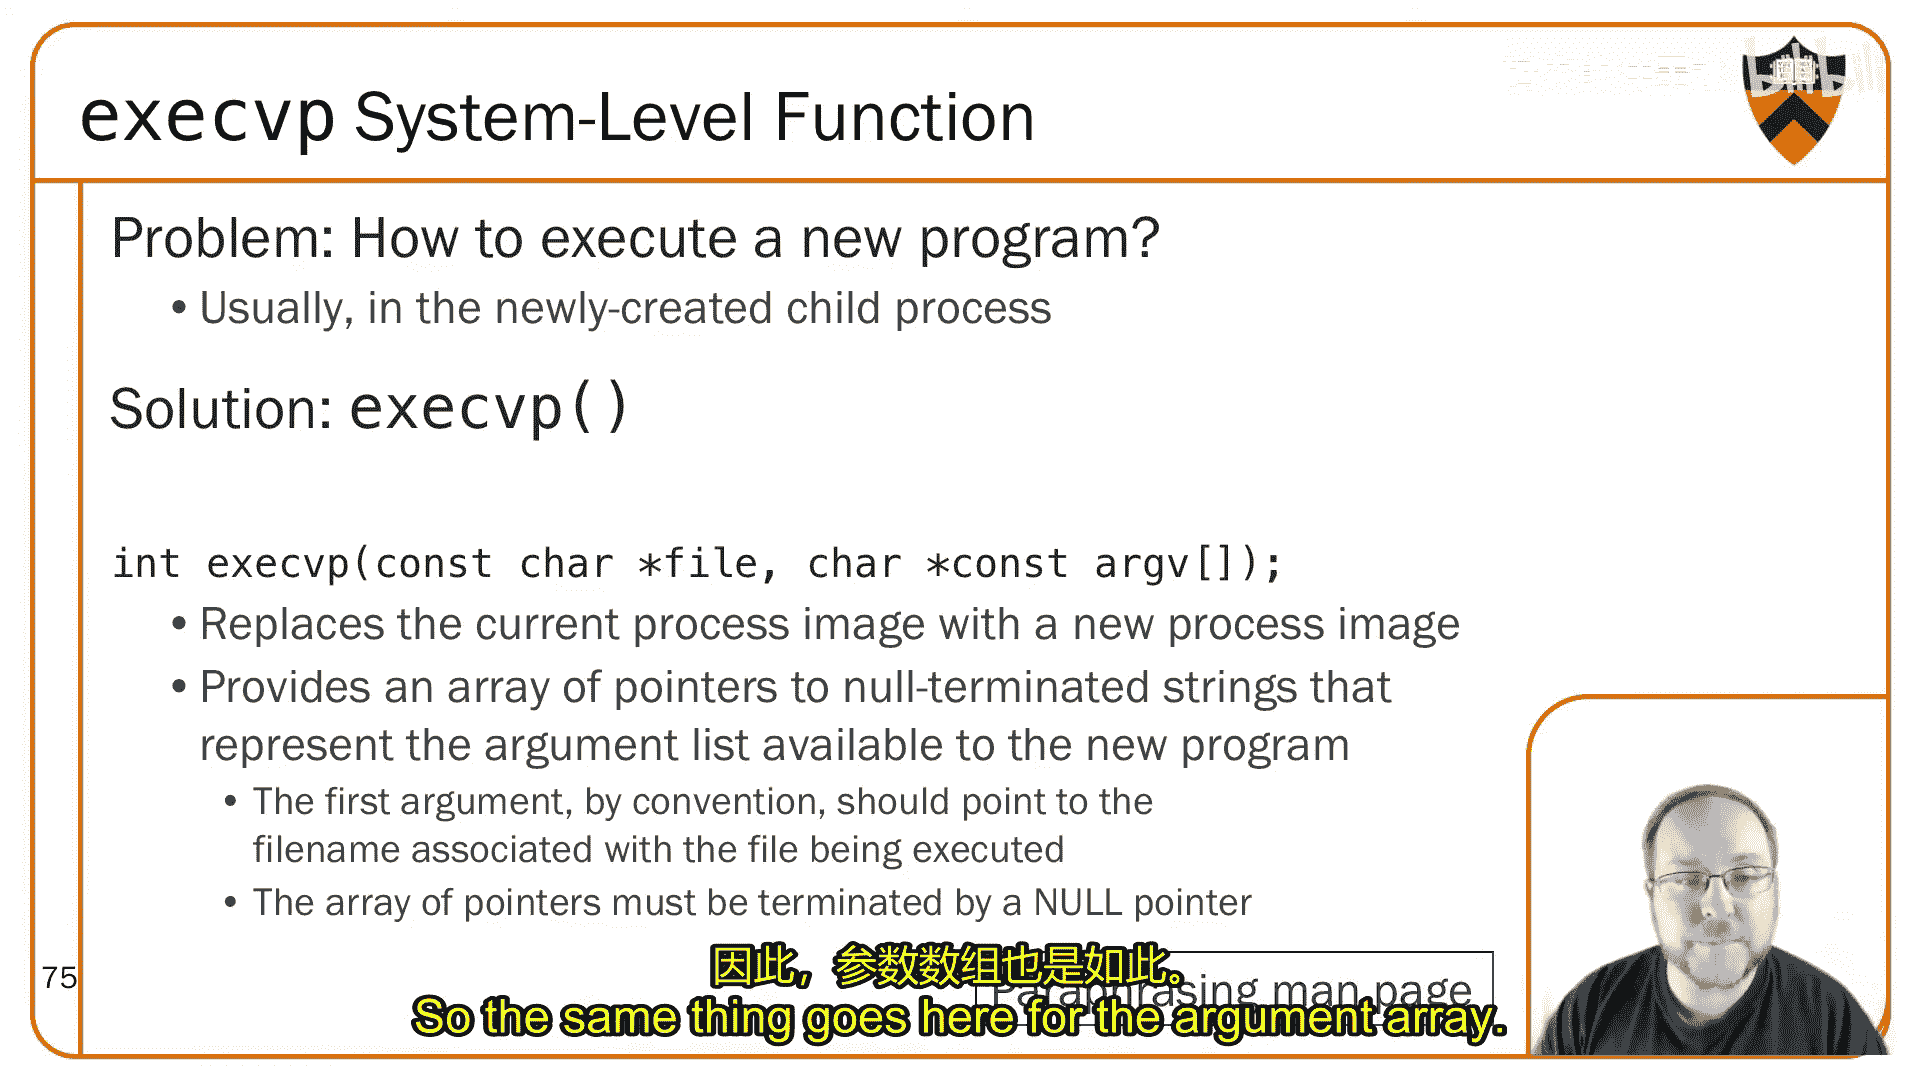 execvp System-Level Function
Problem: How to execute a new program?
• Usually, in the newly-created child process
Solution: execvp()
int execvp(const char *file, char *const argv[]);
• Replaces the current process image with a new process image
• Provides an array of pointers to null-terminated strings that
represent the argument list available to the new program
• The first argument, by convention, should point to the
filename associated with the file being executed
• The array of pointers must be terminated by a NULL pointer
75
Paraphrasing man page
因此，参数数组也是如此。
So the same thing goes here for the argument array.